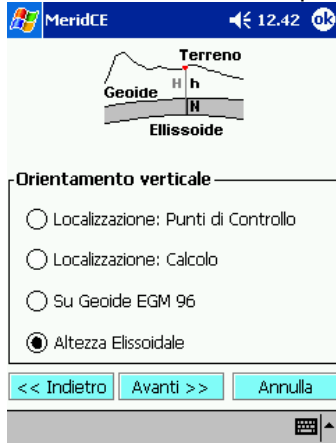 MeridCE 12.42 ok
Terreno
Geoide H h
N
Ellissoide
Orientamento verticale
Localizzazione: Punti di Controllo
Localizzazione: Calcolo
Su Geoide EGM 96
Altezza Elissoidale
<< Indietro Avanti >> Annulla